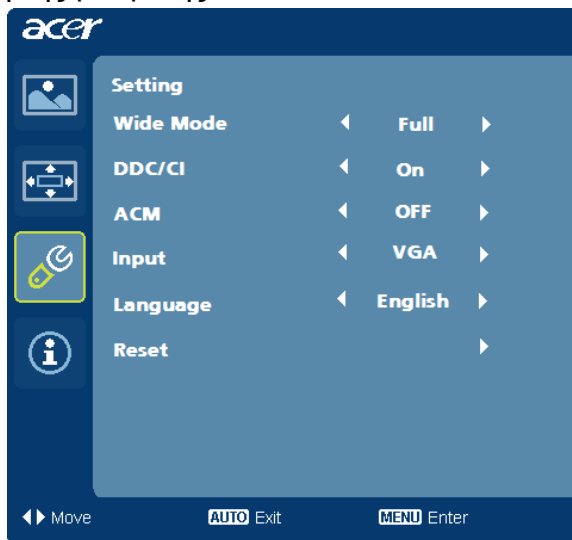 acer
Setting
Wide Mode Full
DDC/CI On
ACM OFF
Input VGA
Language English
Reset
Move AUTO Exit MENU Enter